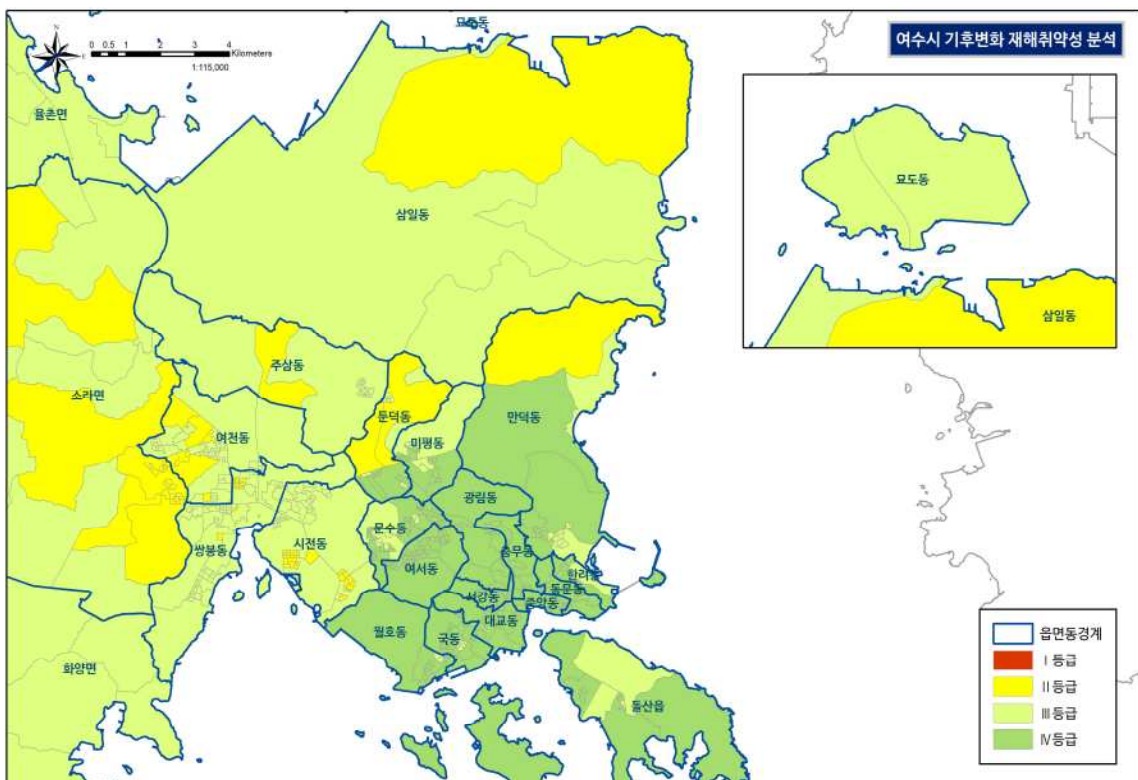 여수시 기후변화 재해취약성 분석
묘도동
N
0 0.5 1 2 3 4
Kilometers
1:115,000
율촌면
묘도동
삼일동
삼일동
주삼동
소라면
둔덕동
만덕동
여천동
미평동
광림동
문수동
시전동
쌍봉동
충무동
여서동
한려동
동문동
서강동
중앙동
대교동
월호동
국동
화양면
돌산읍
읍면동경계
Ⅰ등급
Ⅱ등급
Ⅲ등급
Ⅳ등급